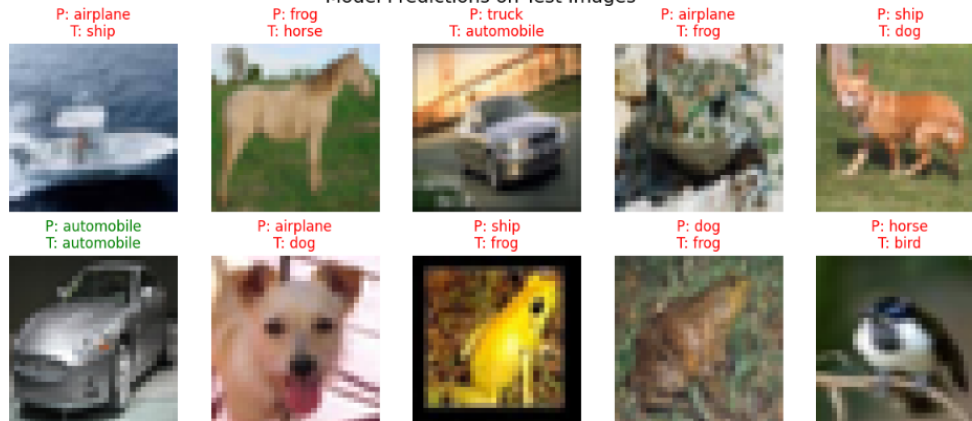 Model Predictions on Test Images
P: airplane
T: ship
P: frog
T: horse
P: truck
T: automobile
P: airplane
T: frog
P: ship
T: dog
P: automobile
T: automobile
P: airplane
T: dog
P: ship
T: frog
P: dog
T: frog
P: horse
T: bird